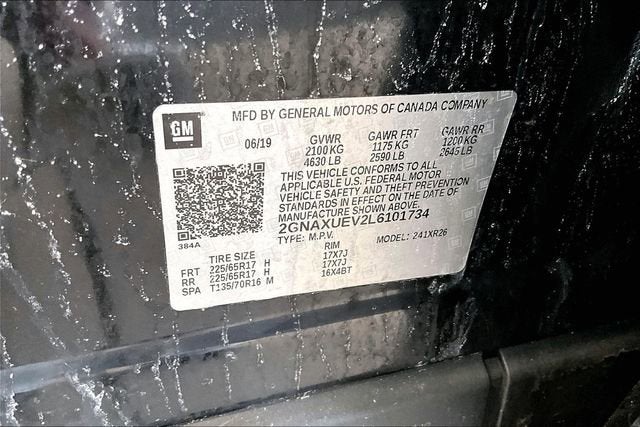 GM
MFD BY GENERAL MOTORS OF CANADA COMPANY
06/19
GVWR GAWR FRT GAWR RR
2100 KG 1175 KG 1200 KG
4630 LB 2590 LB 2645 LB
THIS VEHICLE CONFORMS TO ALL
APPLICABLE U.S. FEDERAL MOTOR
VEHICLE SAFETY AND THEFT PREVENTION
STANDARDS IN EFFECT ON THE DATE OF
MANUFACTURE SHOWN ABOVE.
2GNAXUEV2L6101734
384A
TYPE: M.P.V. MODEL: 241XR26
TIRE SIZE RIM
FRT 225/65R17 H 17X7J
RR 225/65R17 H 17X7J
SPA T135/70R16 M 16X4BT